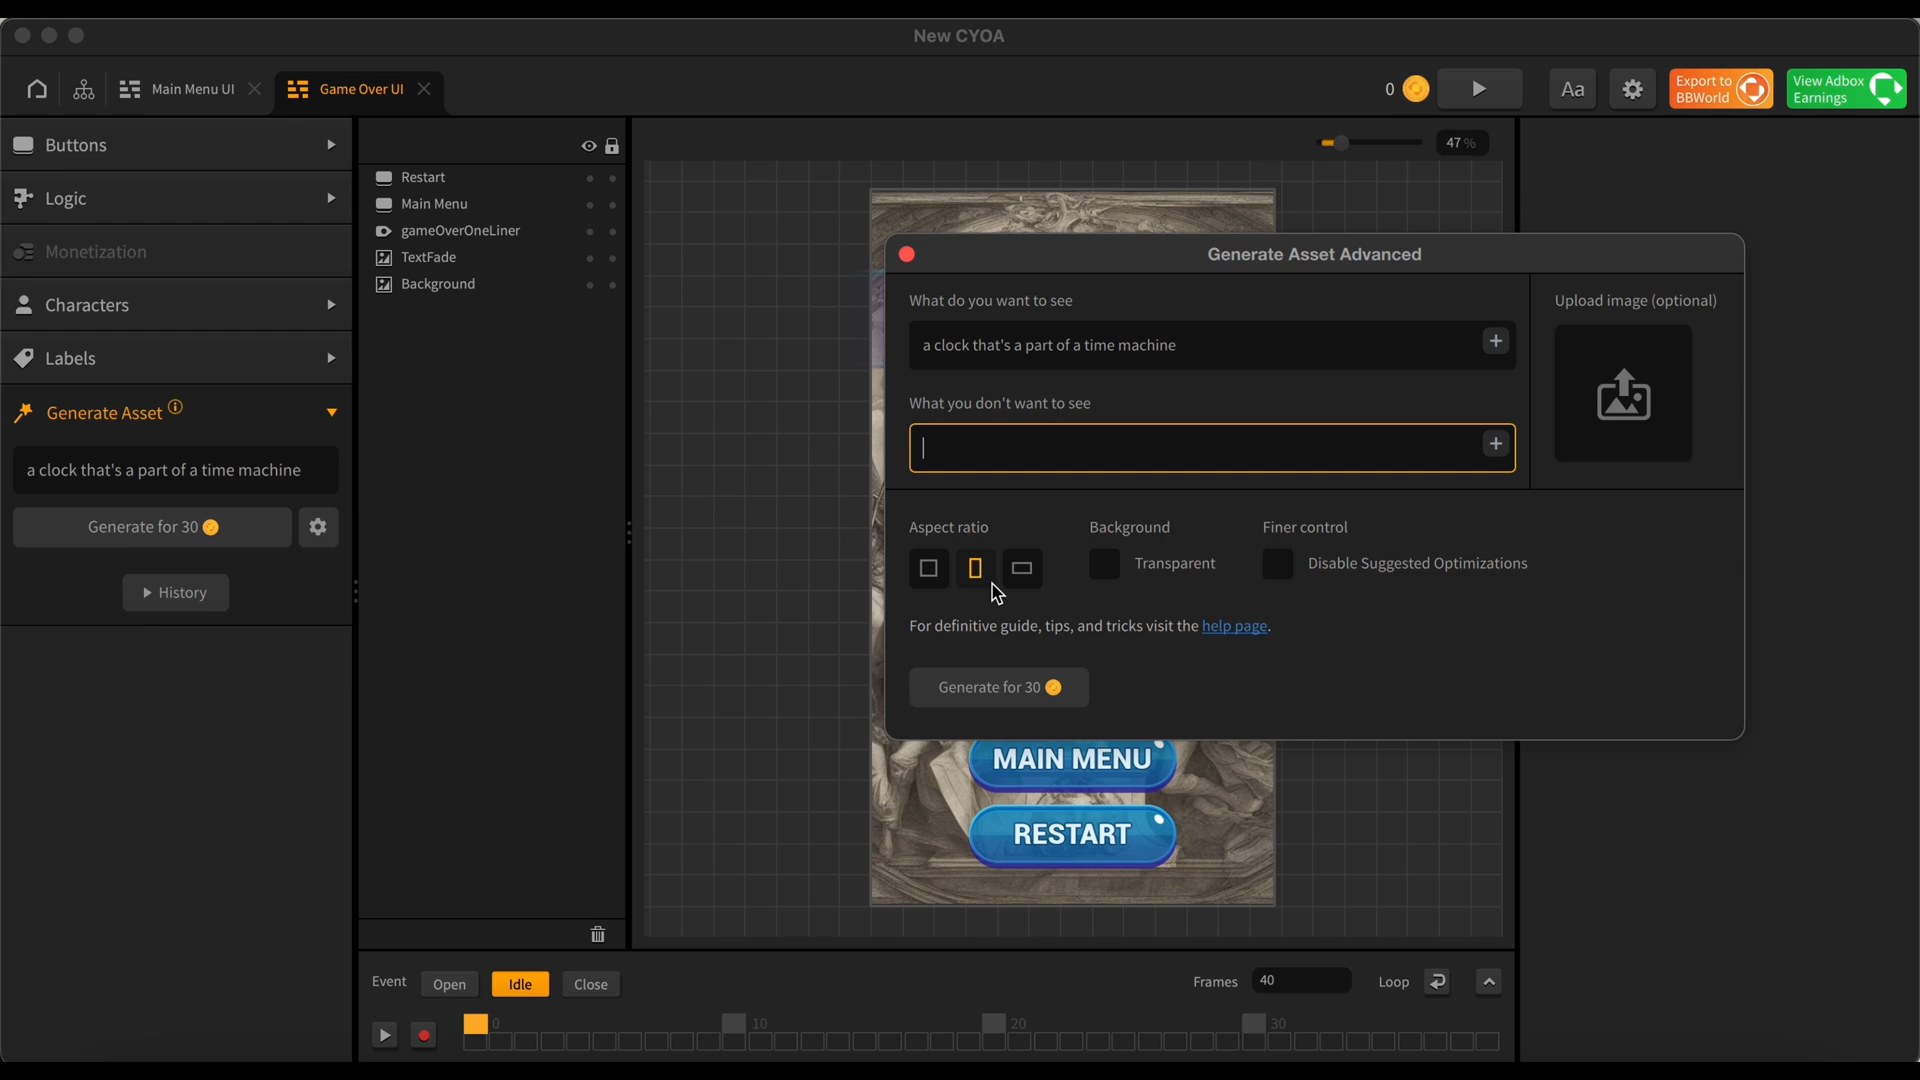 New CYOA
Main Menu UI
Game Over UI
0
Aa
Export to
BBWorld
View Adbox
Earnings
Buttons
Logic
Monetization
Characters
Labels
Generate Asset
a clock that's a part of a time machine
Generate for 30
History
Restart
Main Menu
gameOverOneLiner
TextFade
Background
47 %
Generate Asset Advanced
What do you want to see
a clock that's a part of a time machine
What you don't want to see
Upload image (optional)
Aspect ratio
Background
Finer control
Transparent
Disable Suggested Optimizations
For definitive guide, tips, and tricks visit the help page.
Generate for 30
MAIN MENU
RESTART
Event
Open
Idle
Close
Frames
40
Loop
0
10
20
30